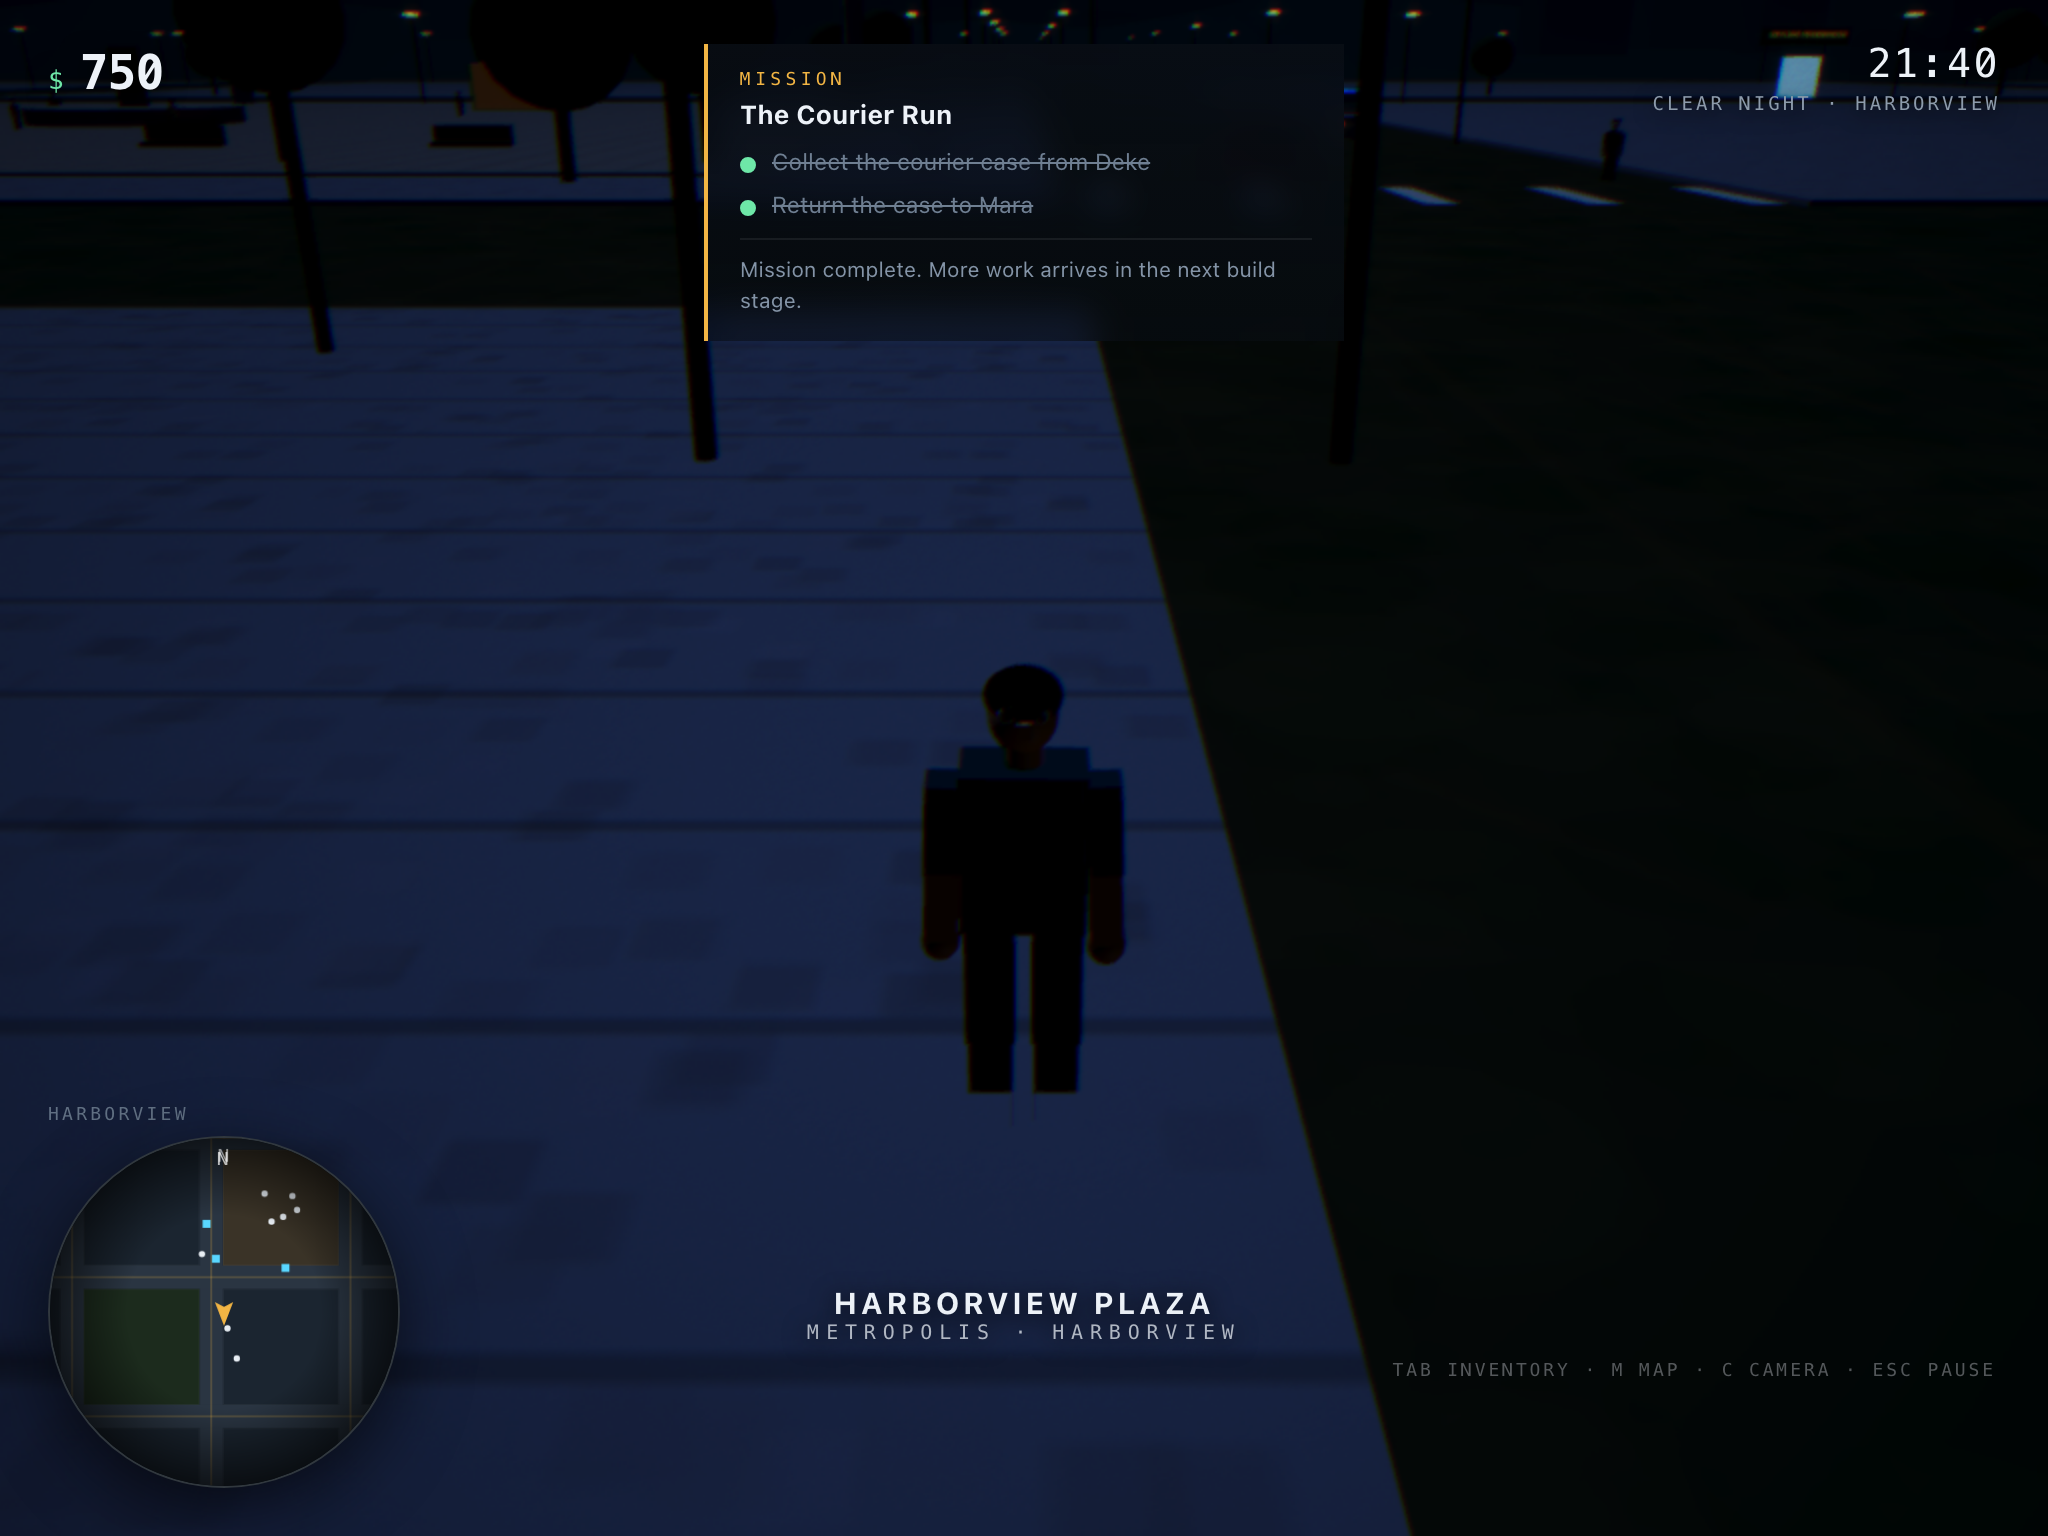 $ 750
MISSION
The Courier Run
Collect the courier case from Deke
Return the case to Mara
Mission complete. More work arrives in the next build
stage.
21:40
CLEAR NIGHT · HARBORVIEW
HARBORVIEW
N
HARBORVIEW PLAZA
METROPOLIS · HARBORVIEW
TAB INVENTORY · M MAP · C CAMERA · ESC PAUSE